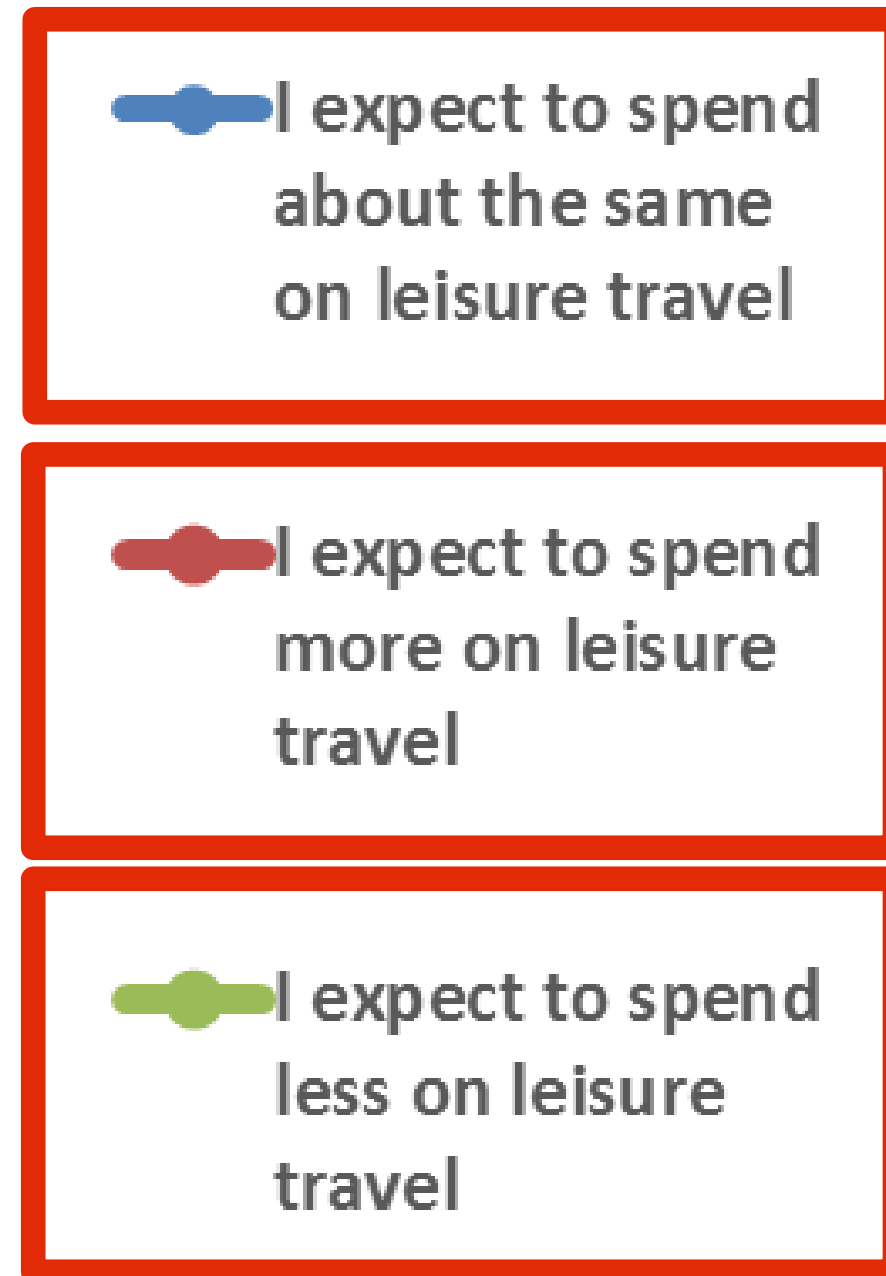 I expect to spend
about the same
on leisure travel
I expect to spend
more on leisure
travel
I expect to spend
less on leisure
travel